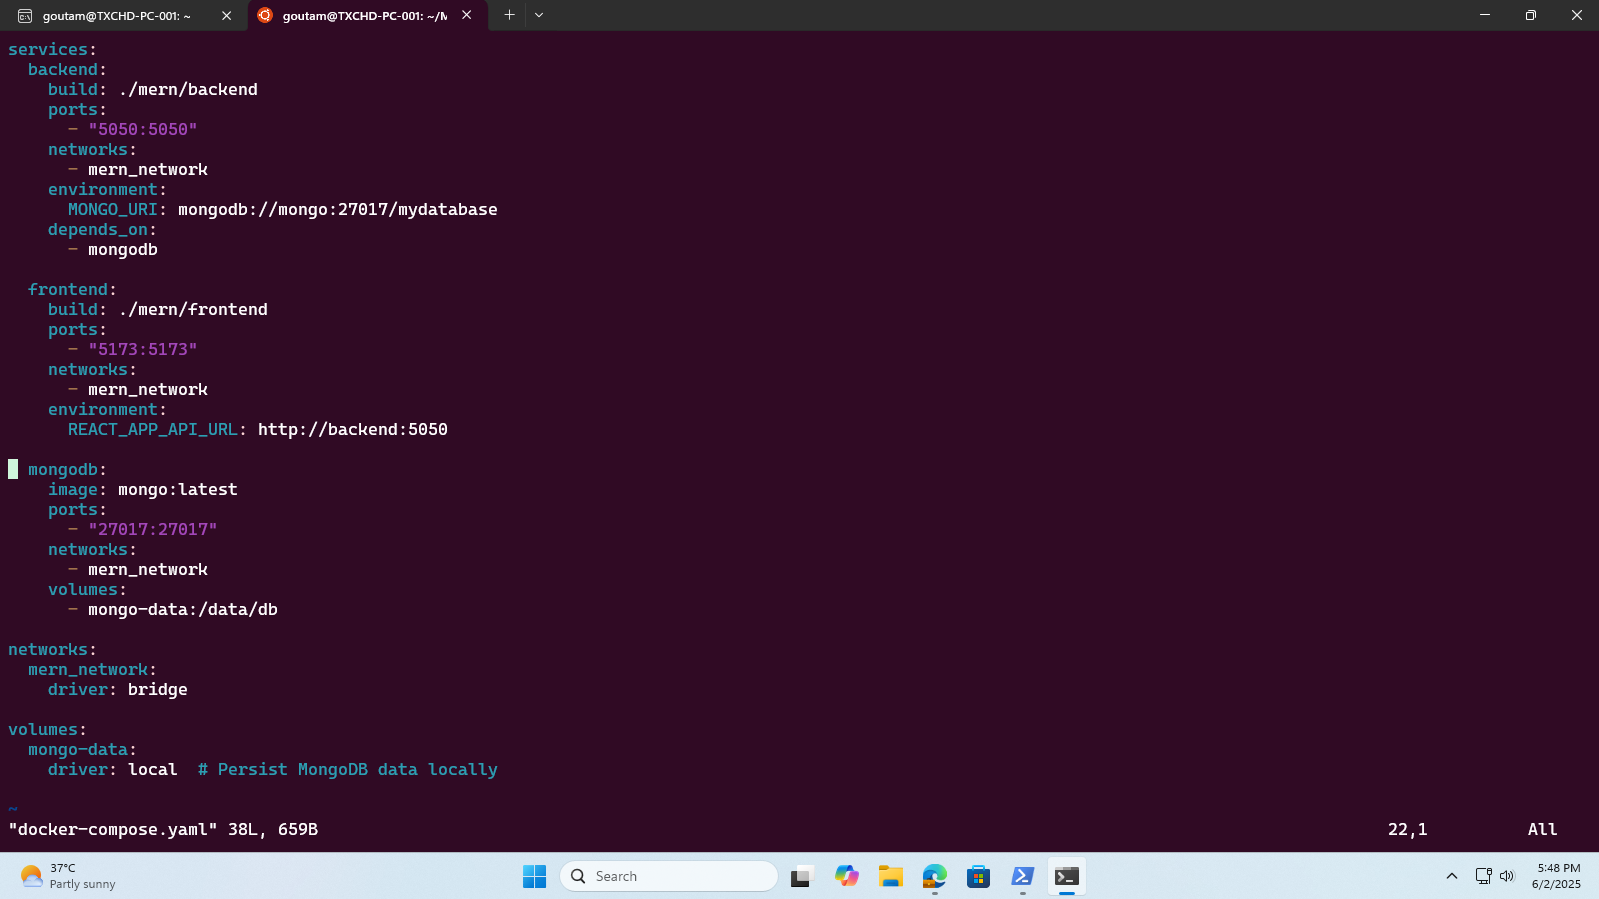 goutam@TXCHD-PC-001: ~
goutam@TXCHD-PC-001: ~/M
services:
  backend:
    build: ./mern/backend
    ports:
      - "5050:5050"
    networks:
      - mern_network
    environment:
      MONGO_URI: mongodb://mongo:27017/mydatabase
    depends_on:
      - mongodb
  frontend:
    build: ./mern/frontend
    ports:
      - "5173:5173"
    networks:
      - mern_network
    environment:
      REACT_APP_API_URL: http://backend:5050
  mongodb:
    image: mongo:latest
    ports:
      - "27017:27017"
    networks:
      - mern_network
    volumes:
      - mongo-data:/data/db
networks:
  mern_network:
    driver: bridge
volumes:
  mongo-data:
    driver: local  # Persist MongoDB data locally
~
"docker-compose.yaml" 38L, 659B 22,1 All
37°C
Partly sunny
Search
5:48 PM
6/2/2025